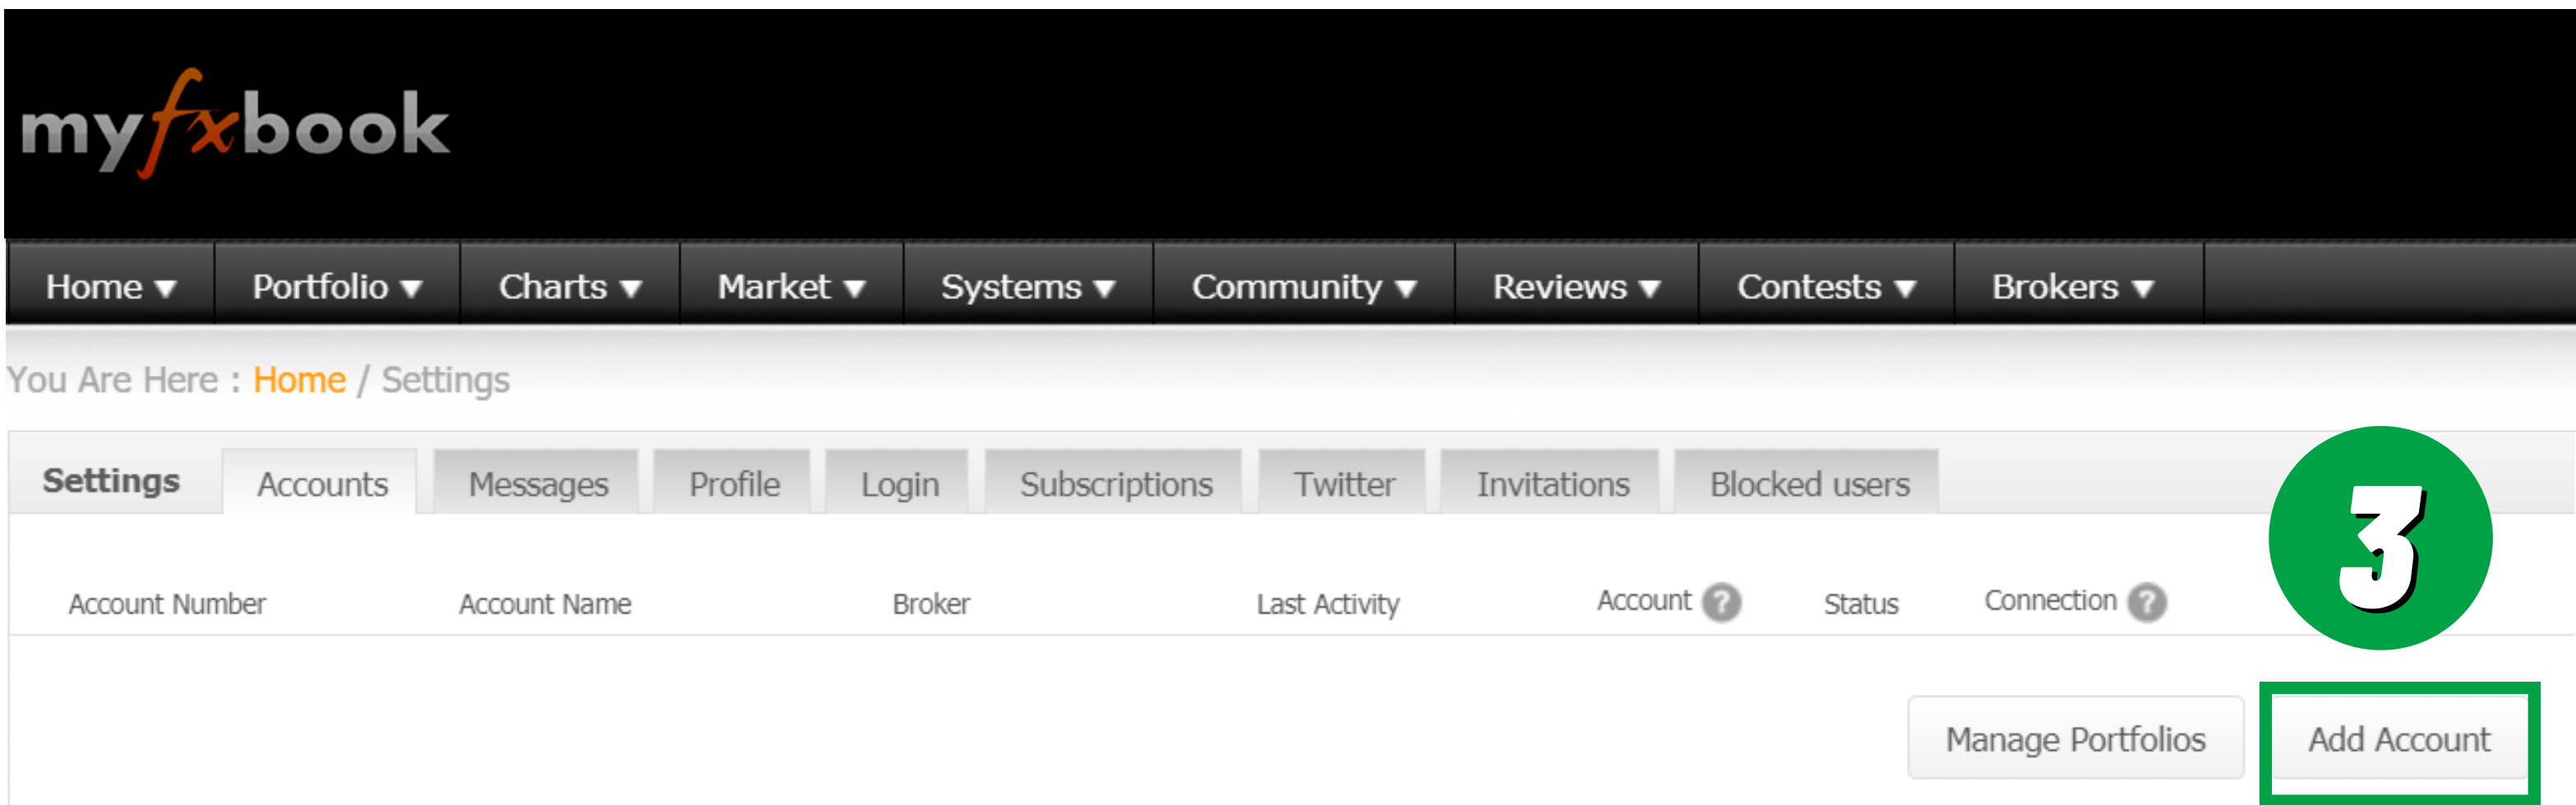 myfxbook
Home ▼ Portfolio ▼ Charts ▼ Market ▼ Systems ▼ Community ▼ Reviews ▼ Contests ▼ Brokers ▼
You Are Here : Home / Settings
Settings Accounts Messages Profile Login Subscriptions Twitter Invitations Blocked users
3
Account Number Account Name Broker Last Activity Account ? Status Connection ?
Manage Portfolios Add Account